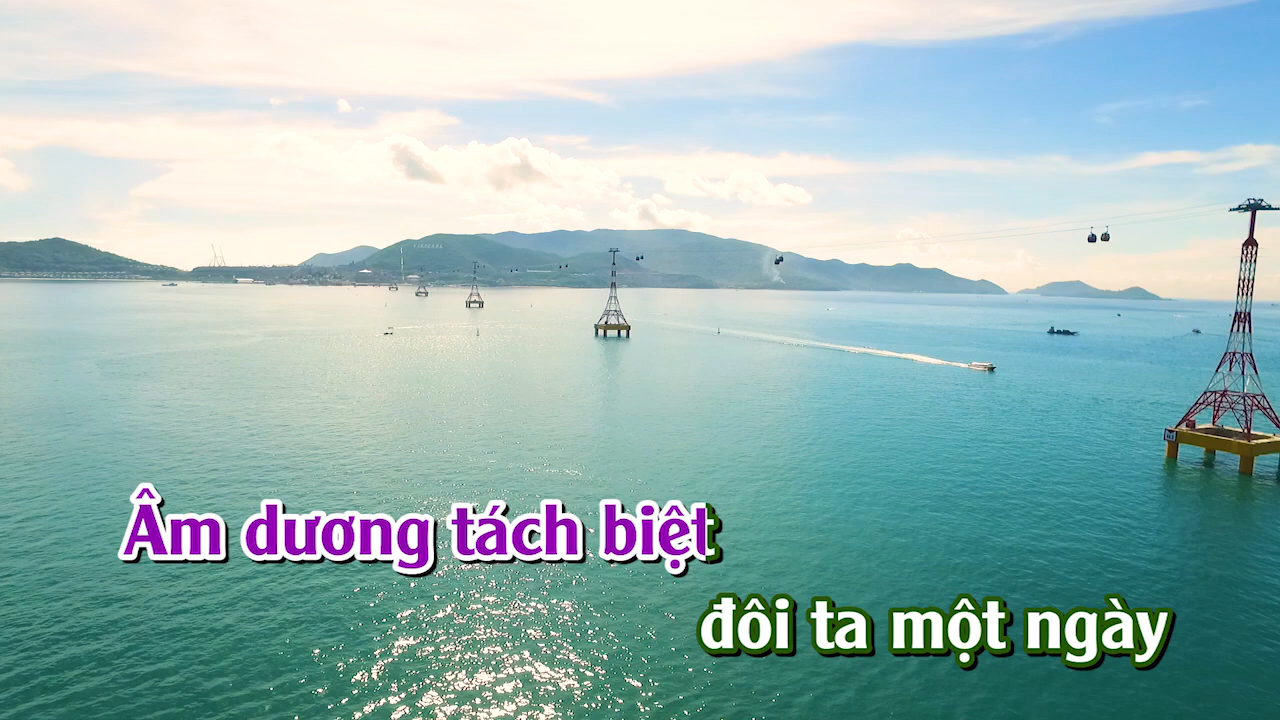 Âm dương tách biệt
đôi ta một ngày